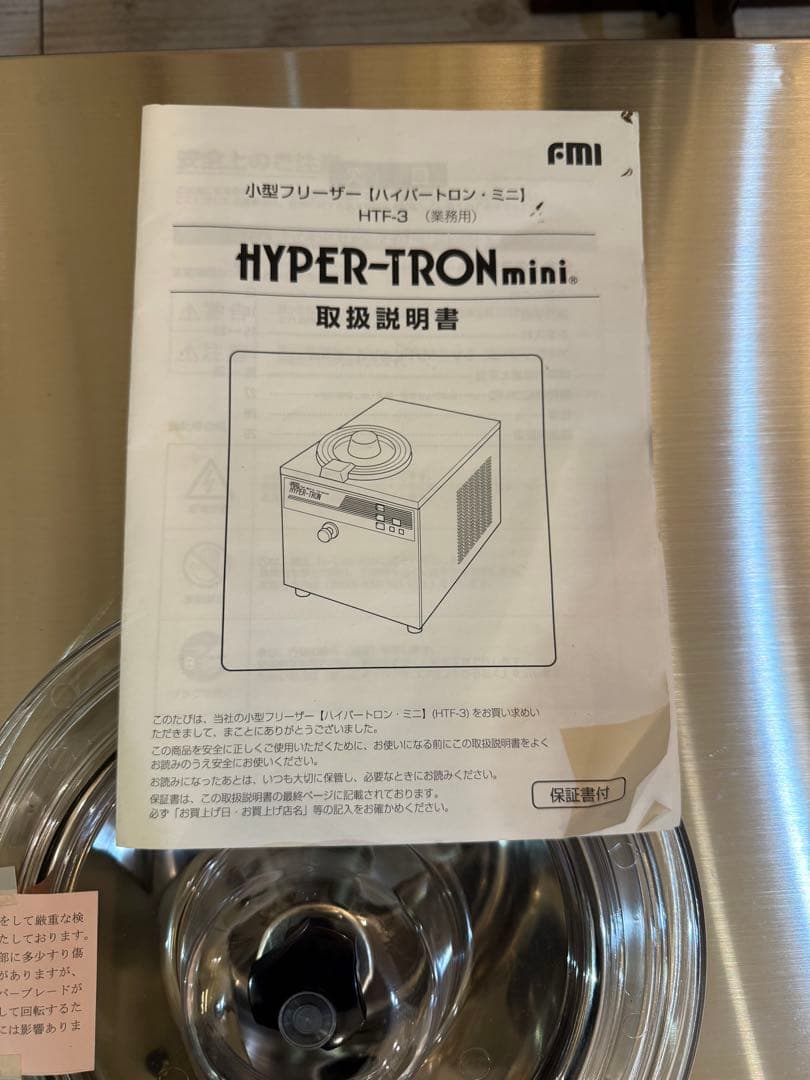 FMI
小型フリーザー【ハイパートロン・ミニ】
HTF-3 （業務用）
HYPER-TRON mini®
取扱説明書
HYPER-TRON
このたびは、当社の小型フリーザー【ハイパートロン・ミニ】(HTF-3) をお買い求めい
ただきまして、まことにありがとうございました。
この商品を安全に正しくご使用いただくために、お使いになる前にこの取扱説明書をよく
お読みのうえ安全にお使いください。
お読みになったあとは、いつも大切に保管し、必要なときにお読みください。
保証書は、この取扱説明書の最終ページに記載されております。
必ず「お買上げ日・お買上げ店名」等の記入をお確かめください。
保証書付
をして厳重な検
たしております。
部に多少すり傷
がありますが、
パーブレードが
して回転するた
には影響ありま